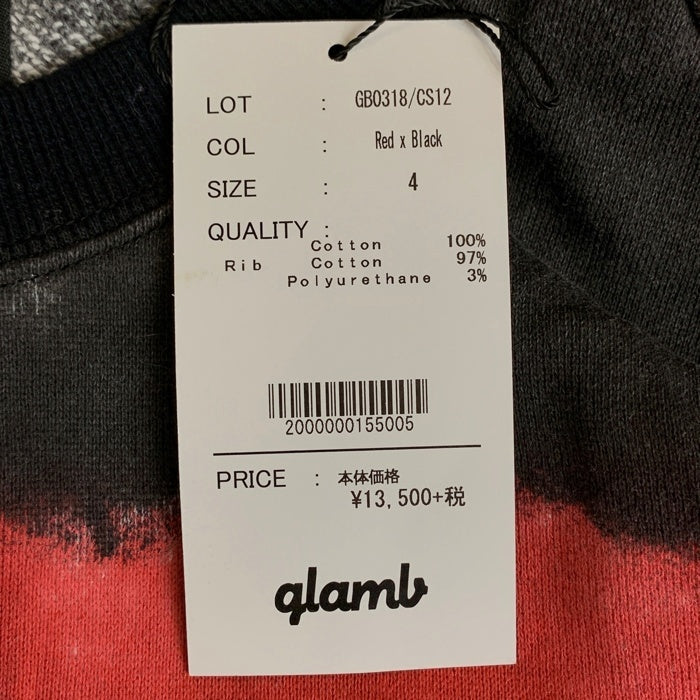 LOT : GB0318/CS12
COL : Red x Black
SIZE : 4
QUALITY :
Cotton 100%
Rib Cotton 97%
Polyurethane 3%
2000000155005
PRICE : 本体価格
¥13,500+税
glamb